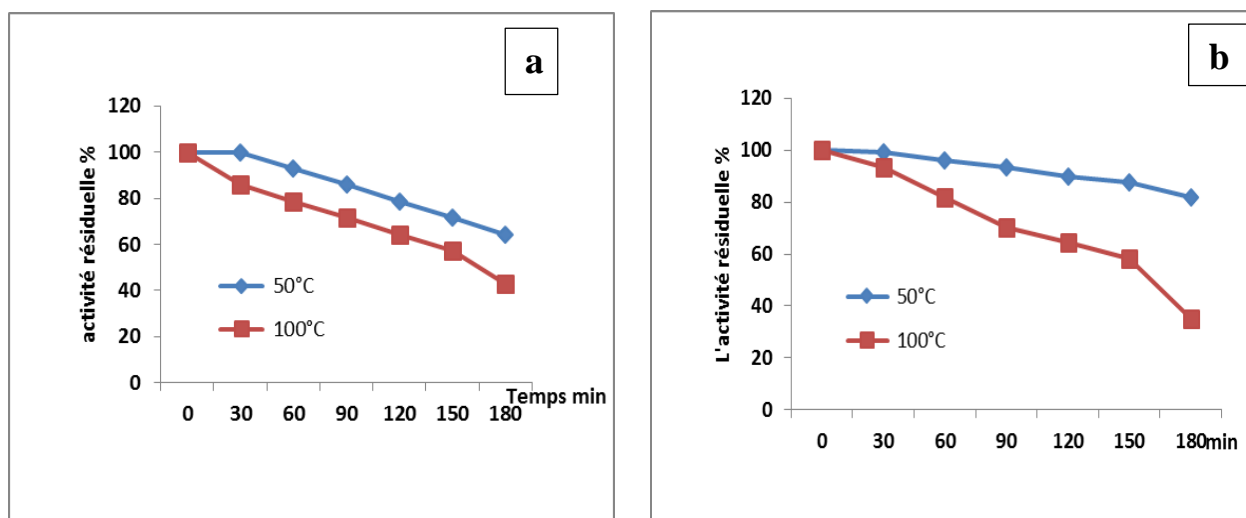 a
activité résiduelle %
120
100
80
60
40
20
0
50°C
100°C
Temps min
0 30 60 90 120 150 180
b
L'activité résiduelle %
120
100
80
60
40
20
0
50°C
100°C
0 30 60 90 120 150 180 min